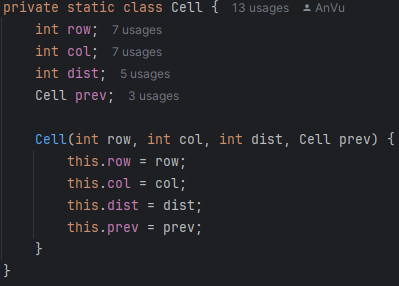 private static class Cell { 13 usages AnVu
int row; 7 usages
int col; 7 usages
int dist; 5 usages
Cell prev; 3 usages
Cell(int row, int col, int dist, Cell prev) {
this.row = row;
this.col = col;
this.dist = dist;
this.prev = prev;
}
}